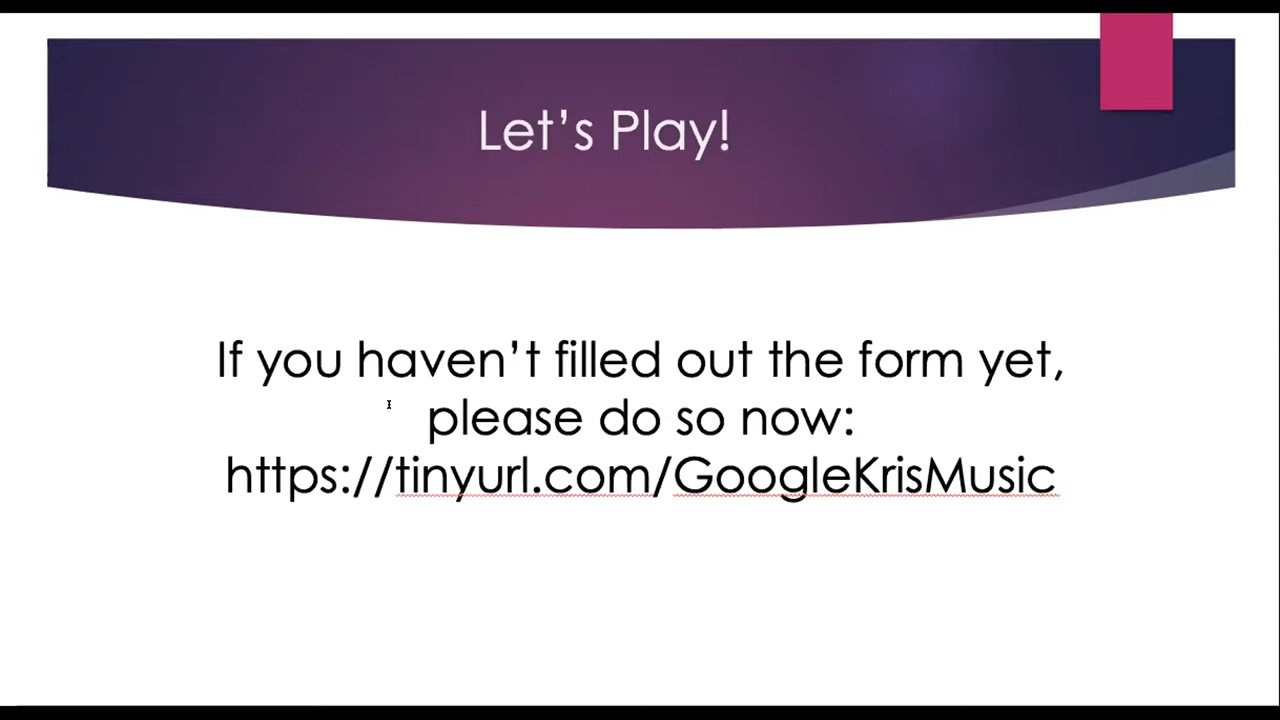 Let’s Play!
If you haven’t filled out the form yet,
please do so now:
https://tinyurl.com/GoogleKrisMusic